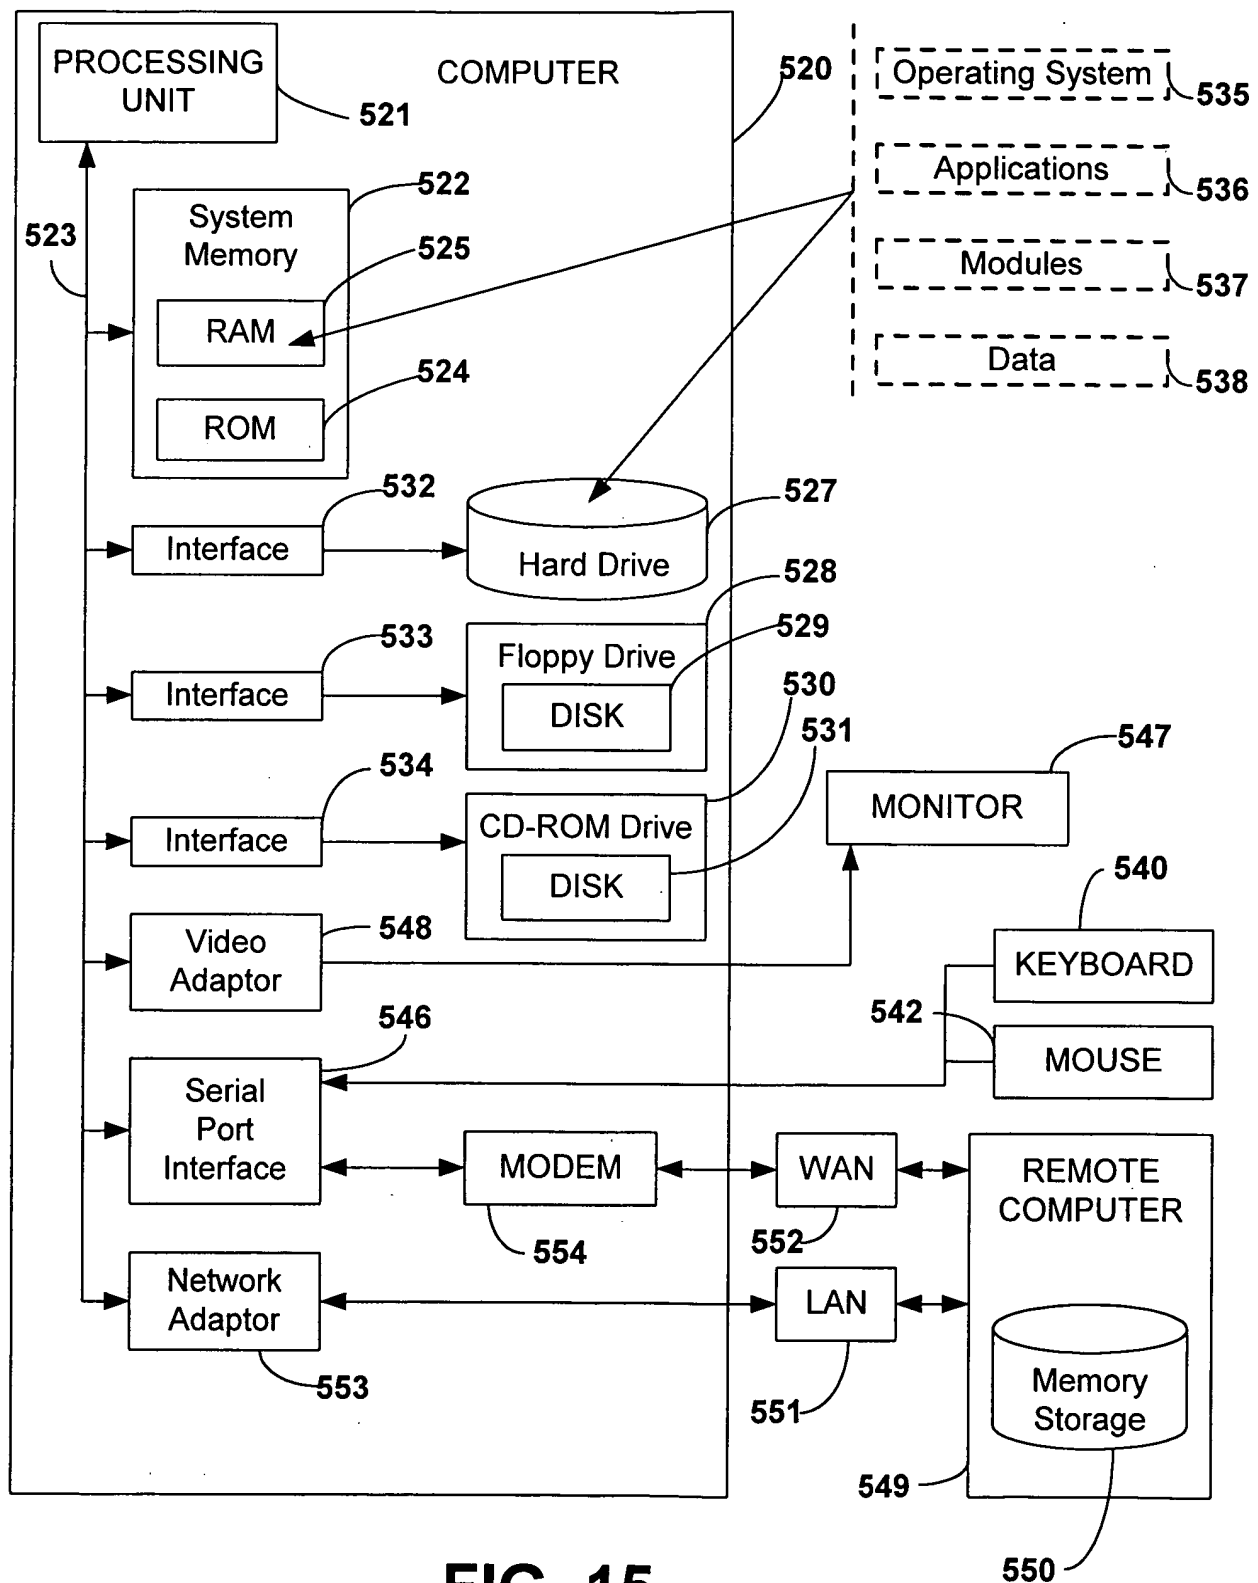 PROCESSING
UNIT
COMPUTER
520
521
Operating System
535
Applications
536
Modules
537
Data
538
522
System
Memory
523
525
RAM
524
ROM
532
Interface
527
Hard Drive
528
529
533
Interface
Floppy Drive
DISK
530
531
534
Interface
CD-ROM Drive
DISK
547
MONITOR
548
Video
Adaptor
540
KEYBOARD
542
MOUSE
546
Serial
Port
Interface
MODEM
554
WAN
552
REMOTE
COMPUTER
Network
Adaptor
553
LAN
551
Memory
Storage
549
550
FIG. 15